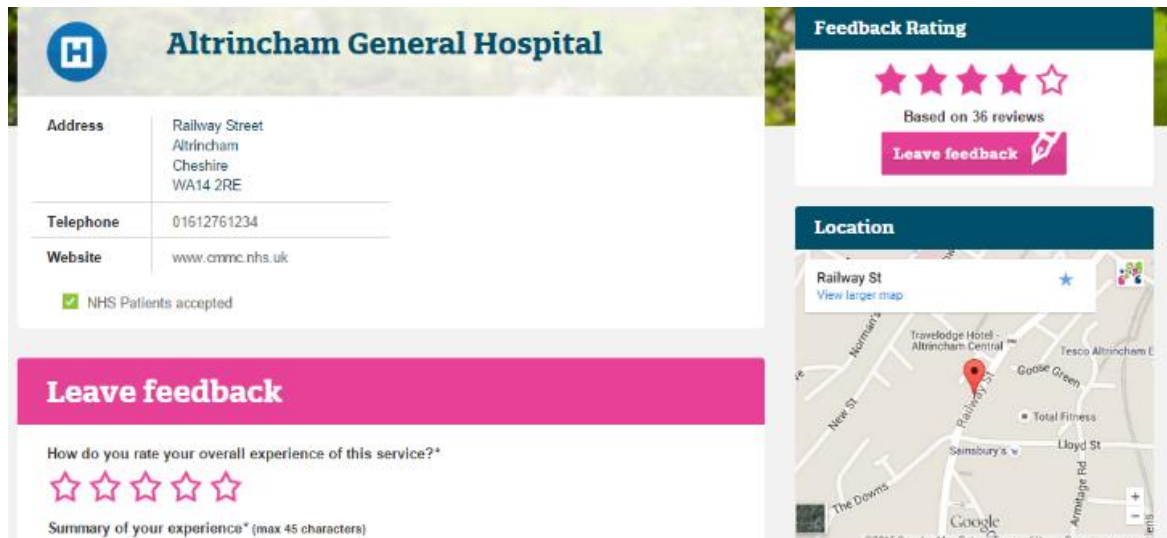 H
Altrincham General Hospital
Address
Railway Street
Altrincham
Cheshire
WA14 2RE
Telephone
01612761234
Website
www.cmmc.nhs.uk
NHS Patients accepted
Leave feedback
How do you rate your overall experience of this service?*
Summary of your experience* (max 45 characters)
Feedback Rating
Based on 36 reviews
Leave feedback
Location
Railway St
View larger map
Norman's
Travelodge Hotel -
Altrincham Central
Tesco Altrincham E
Goose Green
Railway St
New St
Total Fitness
Sainsbury's
Lloyd St
The Downs
Armitage Rd
+
-
Google